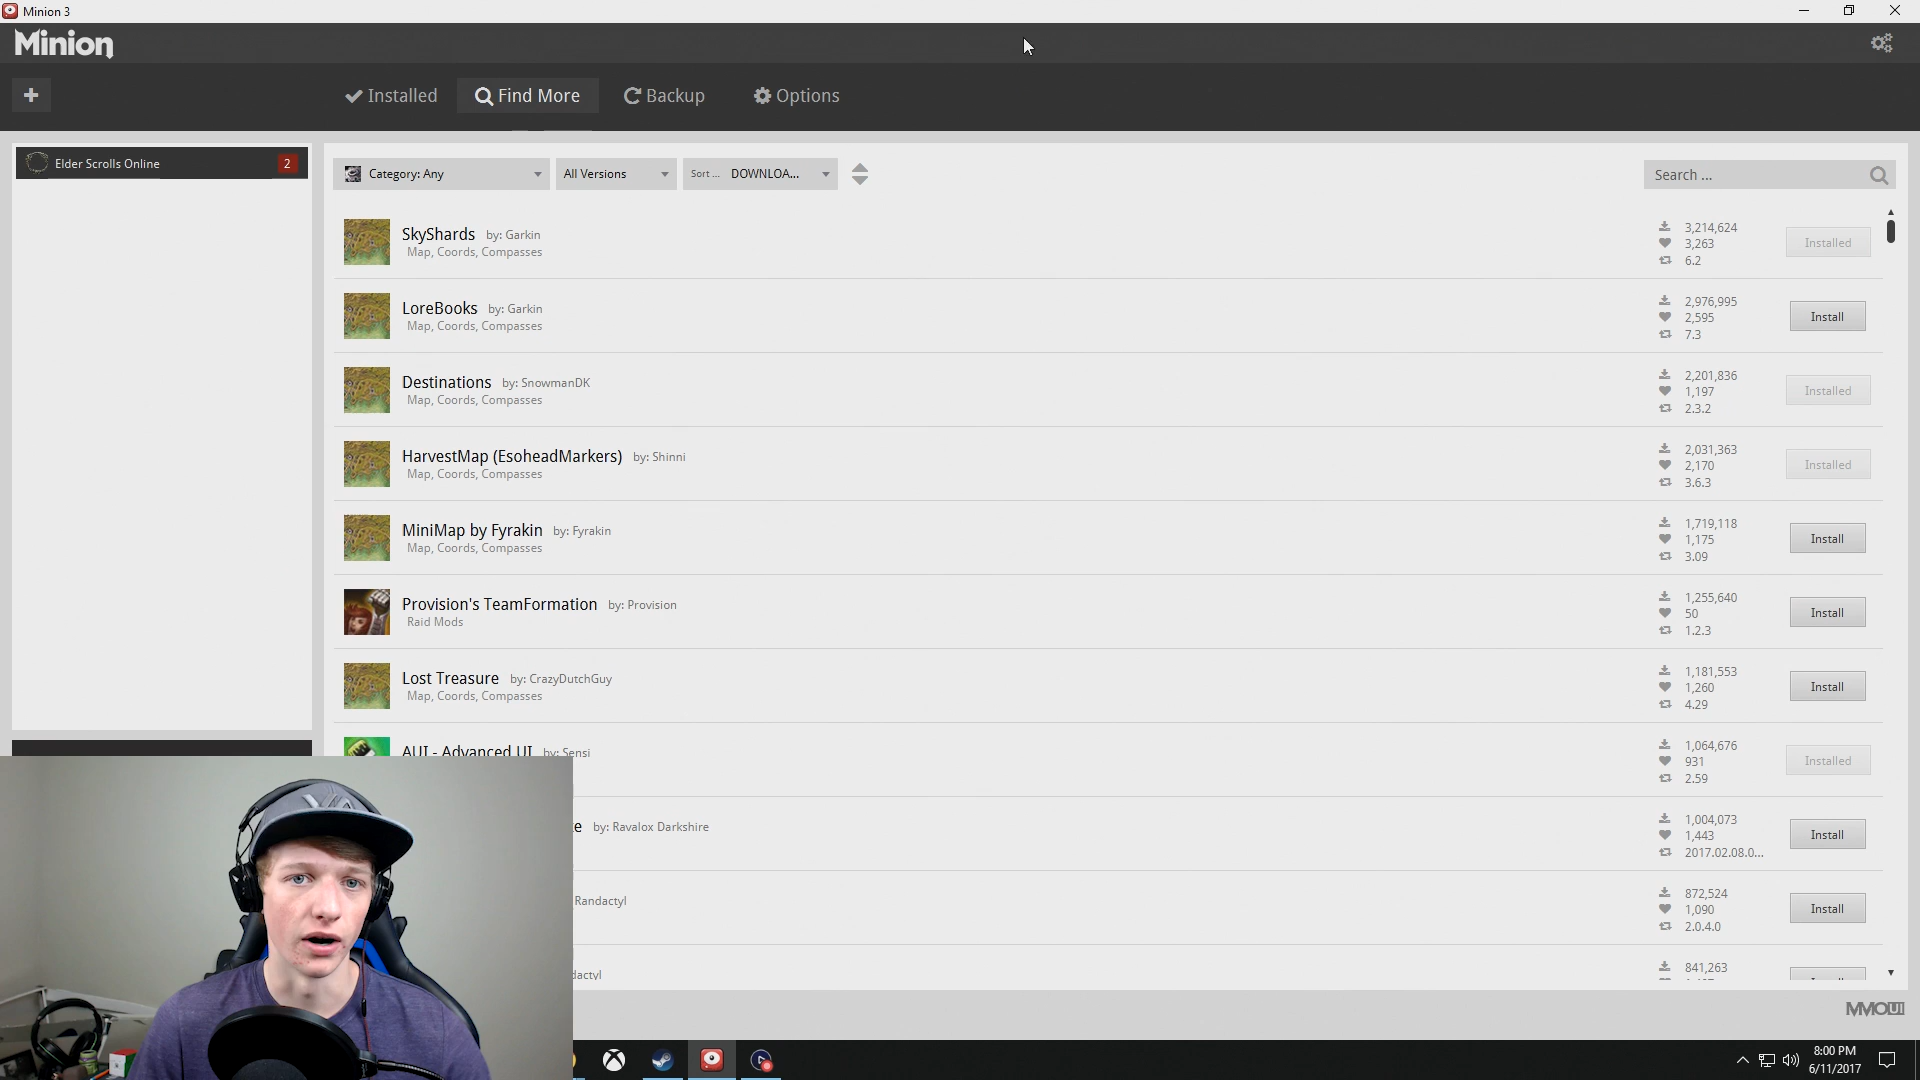 Minion 3
Minion
Installed
Find More
Backup
Options
Elder Scrolls Online
2
Category: Any
All Versions
Sort ... DOWNLOA...
Search ...
SkyShards by: Garkin
Map, Coords, Compasses
3,214,624
3,263
6.2
Installed
LoreBooks by: Garkin
Map, Coords, Compasses
2,976,995
2,595
7.3
Install
Destinations by: SnowmanDK
Map, Coords, Compasses
2,201,836
1,197
2.3.2
Installed
HarvestMap (EsoheadMarkers) by: Shinni
Map, Coords, Compasses
2,031,363
2,170
3.6.3
Installed
MiniMap by Fyrakin by: Fyrakin
Map, Coords, Compasses
1,719,118
1,175
3.09
Install
Provision's TeamFormation by: Provision
Raid Mods
1,255,640
50
1.2.3
Install
Lost Treasure by: CrazyDutchGuy
Map, Coords, Compasses
1,181,553
1,260
4.29
Install
AUI - Advanced UI by: Sensi
1,064,676
931
2.59
Installed
by: Ravalox Darkshire
1,004,073
1,443
2017.02.08.0...
Install
Randactyl
872,524
1,090
2.0.4.0
Install
841,263
MMOUI
8:00 PM
6/11/2017